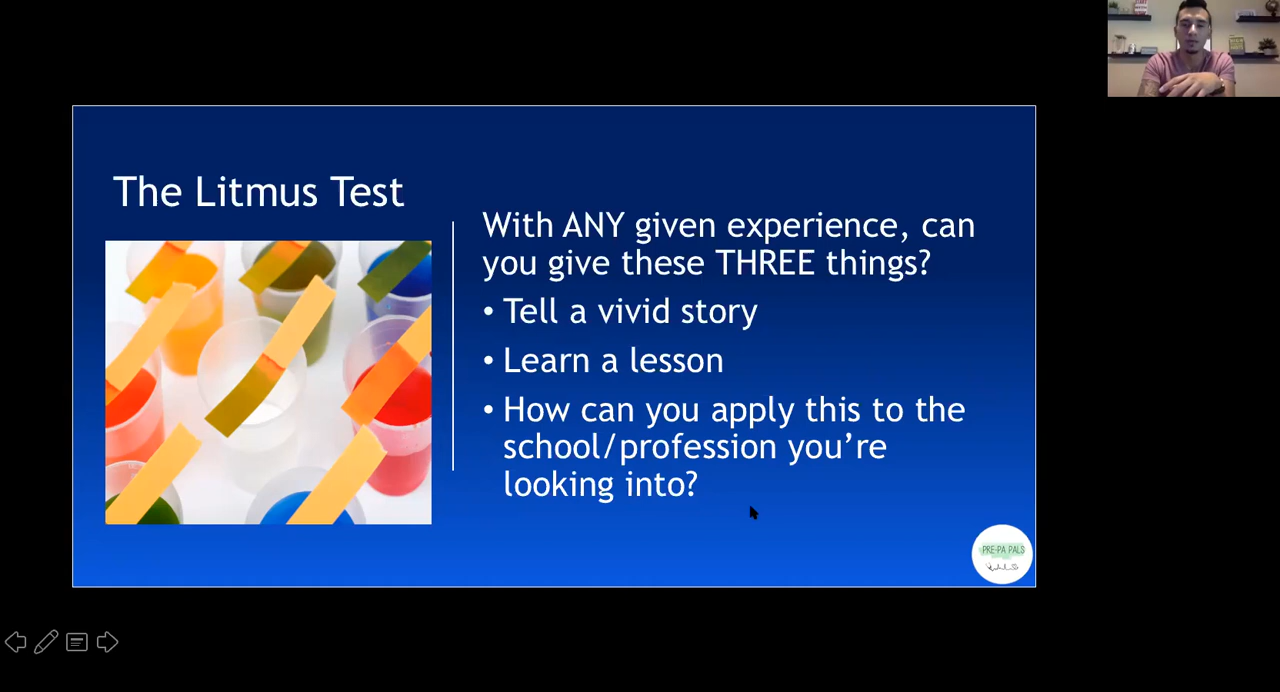 The Litmus Test
With ANY given experience, can
you give these THREE things?
• Tell a vivid story
• Learn a lesson
• How can you apply this to the
school/profession you’re
looking into?
PRE-PA PALS